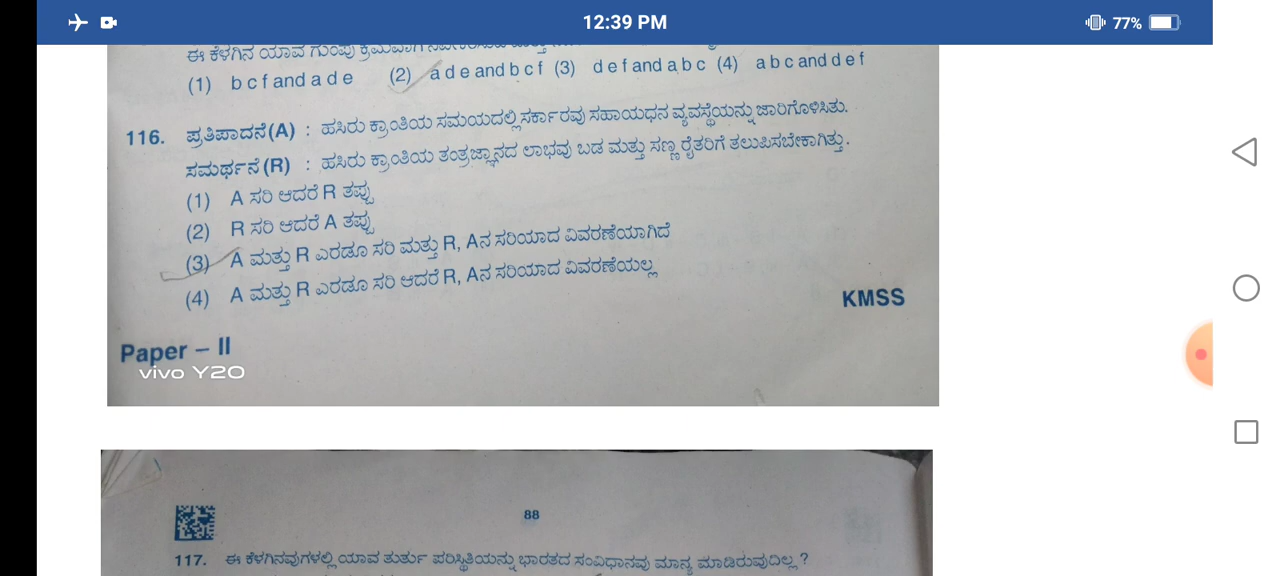 12:39 PM
77%
ಈ ಕೆಳಗಿನ ಯಾವ ಗುಂಪು
(1) b c f and a d e (2) a d e and b c f (3) d e f and a b c (4) a b c and d e f
116. ಪ್ರತಿಪಾದನೆ (A) : ಹಸಿರು ಕ್ರಾಂತಿಯ ಸಮಯದಲ್ಲಿ ಸರ್ಕಾರವು ಸಹಾಯಧನ ವ್ಯವಸ್ಥೆಯನ್ನು ಜಾರಿಗೊಳಿಸಿತು.
ಸಮರ್ಥನೆ (R) : ಹಸಿರು ಕ್ರಾಂತಿಯ ತಂತ್ರಜ್ಞಾನದ ಲಾಭವು ಬಡ ಮತ್ತು ಸಣ್ಣ ರೈತರಿಗೆ ತಲುಪಿಸಬೇಕಾಗಿತ್ತು.
(1) A ಸರಿ ಆದರೆ R ತಪ್ಪು
(2) R ಸರಿ ಆದರೆ A ತಪ್ಪು
(3) A ಮತ್ತು R ಎರಡೂ ಸರಿ ಮತ್ತು R, Aನ ಸರಿಯಾದ ವಿವರಣೆಯಾಗಿದೆ
(4) A ಮತ್ತು R ಎರಡೂ ಸರಿ ಆದರೆ R, Aನ ಸರಿಯಾದ ವಿವರಣೆಯಲ್ಲ
KMSS
Paper – II
vivo Y20
88
117. ಈ ಕೆಳಗಿನವುಗಳಲ್ಲಿ ಯಾವ ತುರ್ತು ಪರಿಸ್ಥಿತಿಯನ್ನು ಭಾರತದ ಸಂವಿಧಾನವು ಮಾನ್ಯ ಮಾಡಿರುವುದಿಲ್ಲ ?